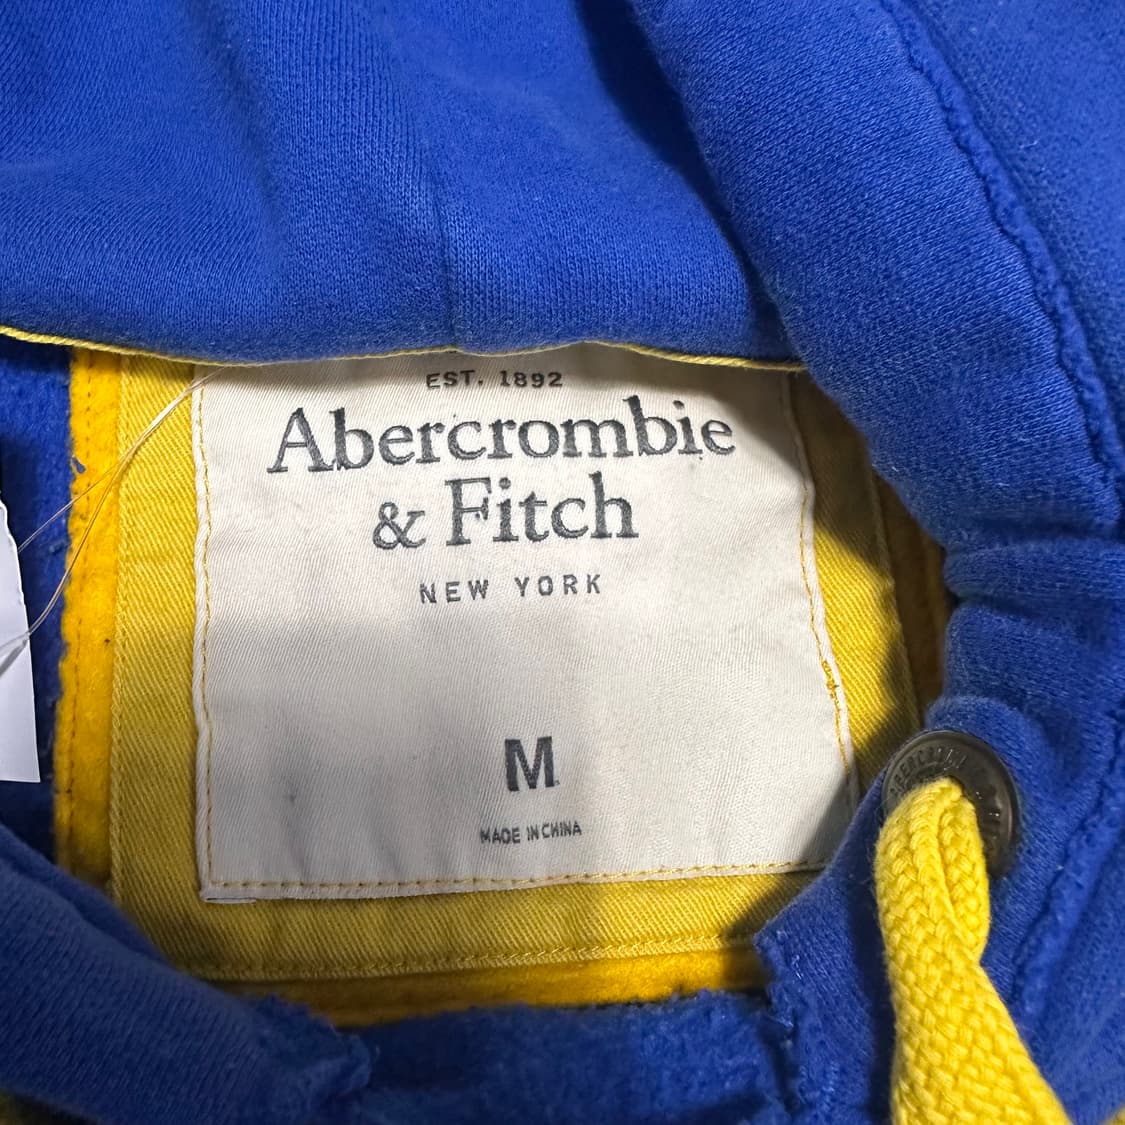 EST. 1892
Abercrombie
& Fitch
NEW YORK
M
MADE IN CHINA